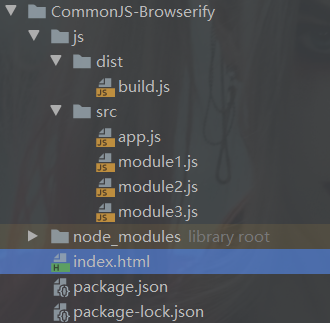 CommonJS-Browserify
js
dist
build.js
src
app.js
module1.js
module2.js
module3.js
node_modules library root
index.html
package.json
package-lock.json